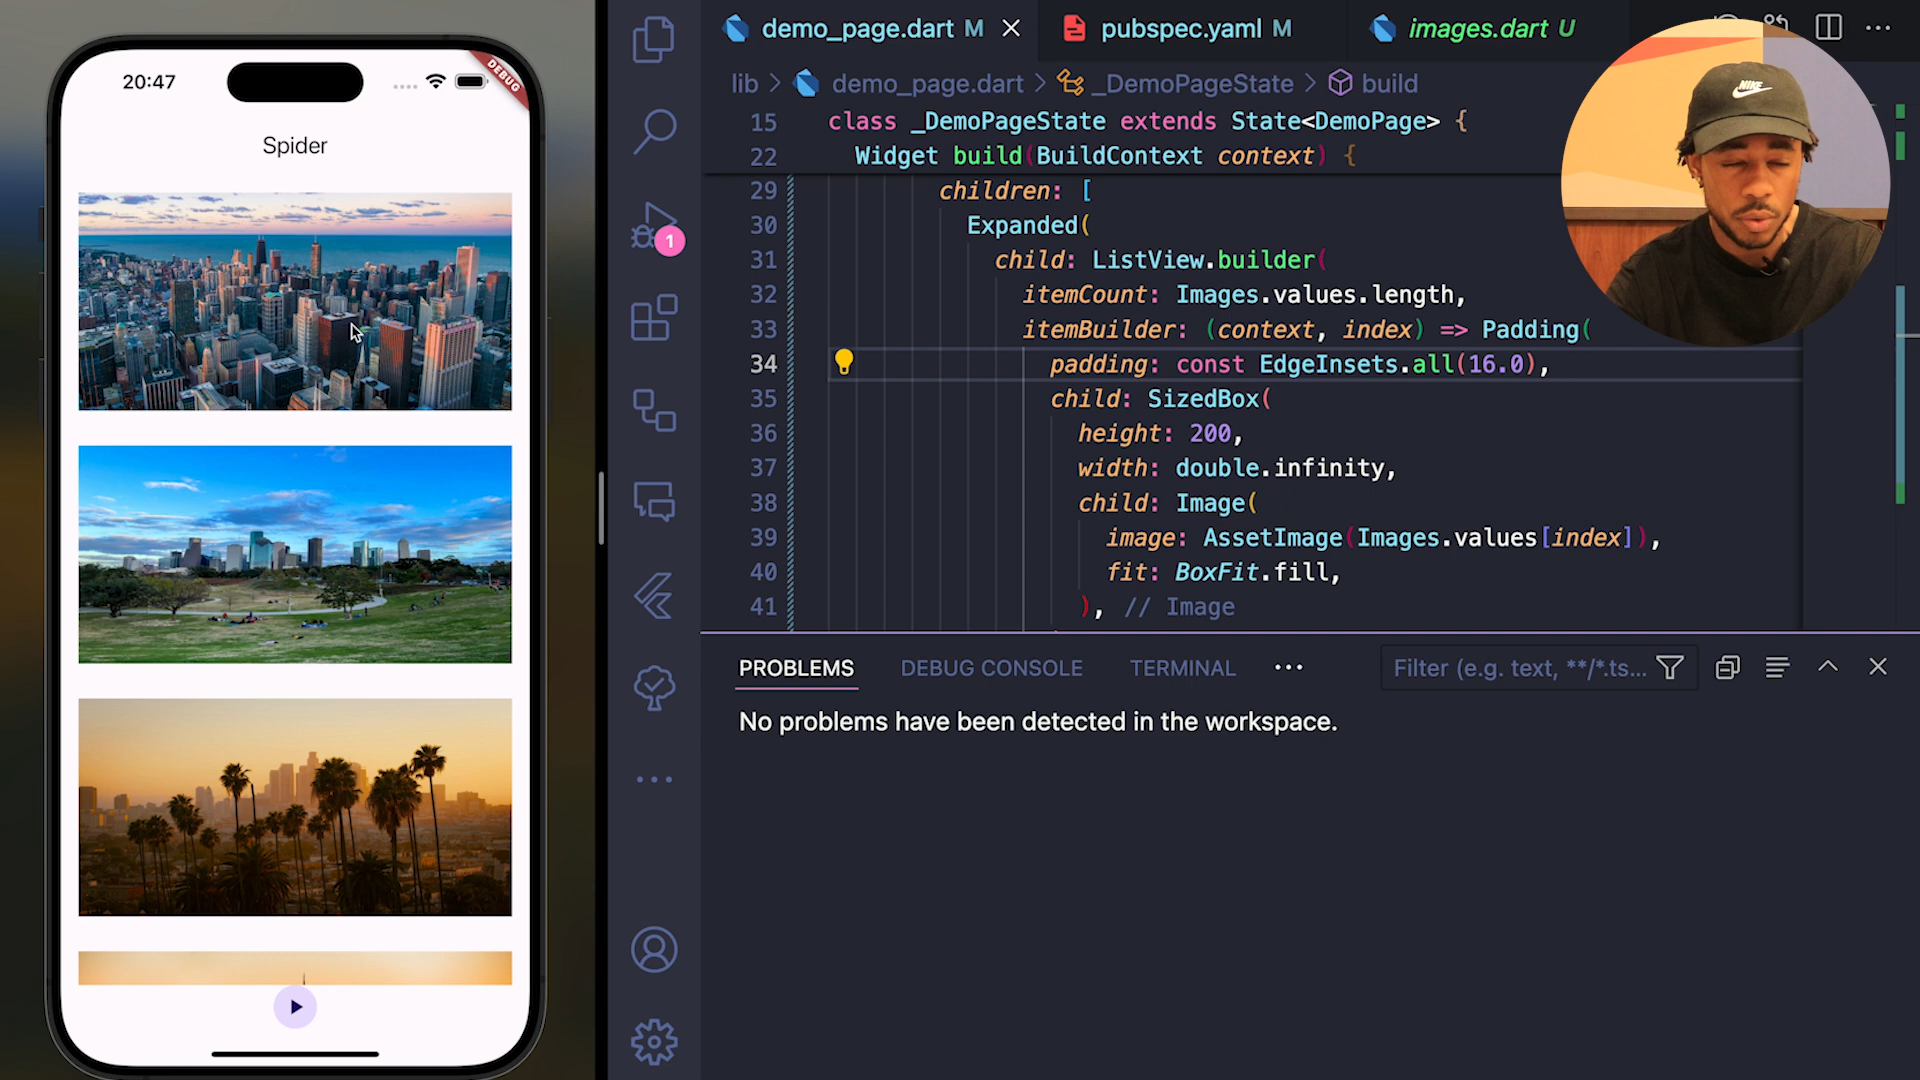 20:47
DEBUG
Spider
demo_page.dart M
pubspec.yaml M
images.dart U
lib > demo_page.dart > _DemoPageState > build
15 class _DemoPageState extends State<DemoPage> {
22 Widget build(BuildContext context) {
29 children: [
30 Expanded(
31 child: ListView.builder(
32 itemCount: Images.values.length,
33 itemBuilder: (context, index) => Padding(
34 padding: const EdgeInsets.all(16.0),
35 child: SizedBox(
36 height: 200,
37 width: double.infinity,
38 child: Image(
39 image: AssetImage(Images.values[index]),
40 fit: BoxFit.fill,
41 ), // Image
1
PROBLEMS DEBUG CONSOLE TERMINAL ...
Filter (e.g. text, **/*.ts...
No problems have been detected in the workspace.
NIKE